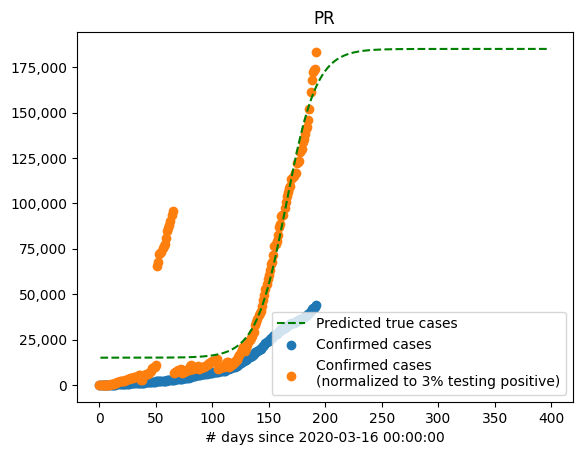 PR
175,000
150,000
125,000
100,000
75,000
50,000
25,000
0
Predicted true cases
Confirmed cases
Confirmed cases
(normalized to 3% testing positive)
0 50 100 150 200 250 300 350 400
# days since 2020-03-16 00:00:00